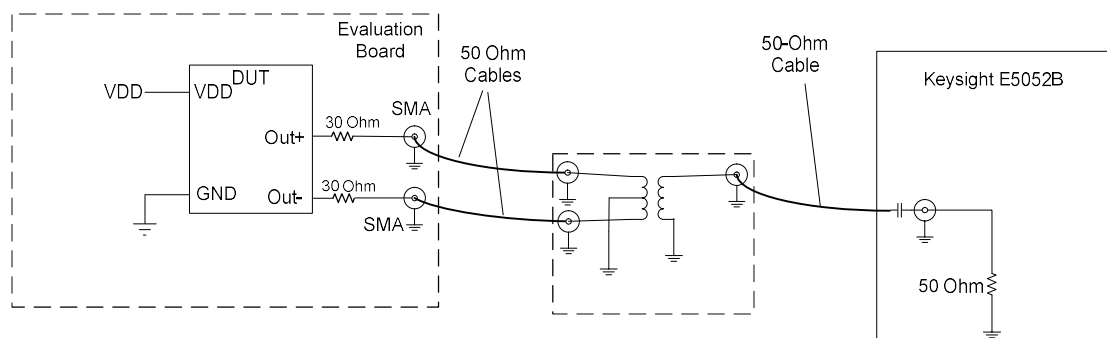 Evaluation
Board
50 Ohm
Cables
50-Ohm
Cable
Keysight E5052B
DUT
VDD
VDD
SMA
30 Ohm
Out+
30 Ohm
GND
Out-
SMA
50 Ohm